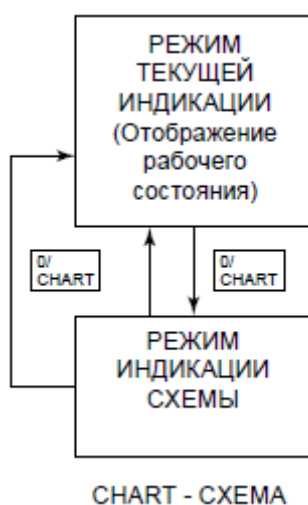 РЕЖИМ
ТЕКУЩЕЙ
ИНДИКАЦИИ
(Отображение
рабочего
состояния)
0/
CHART
0/
CHART
РЕЖИМ
ИНДИКАЦИИ
СХЕМЫ
CHART - СХЕМА